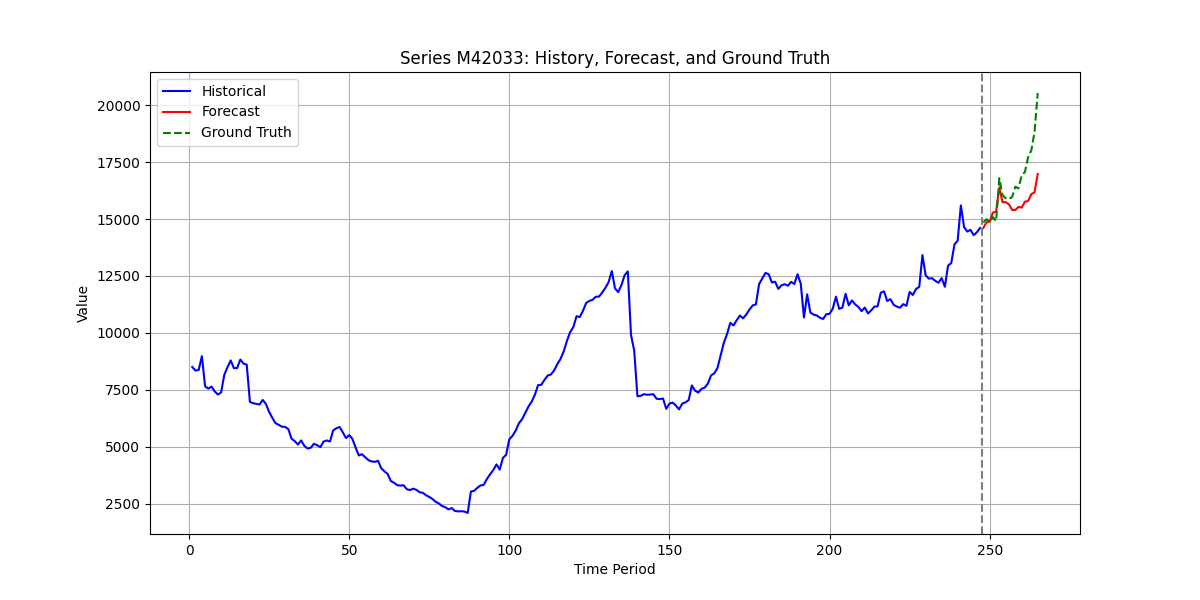 Series M42033: History, Forecast, and Ground Truth
Historical
Forecast
Ground Truth
20000
17500
15000
12500
10000
7500
5000
2500
Value
0
50
100
150
200
250
Time Period